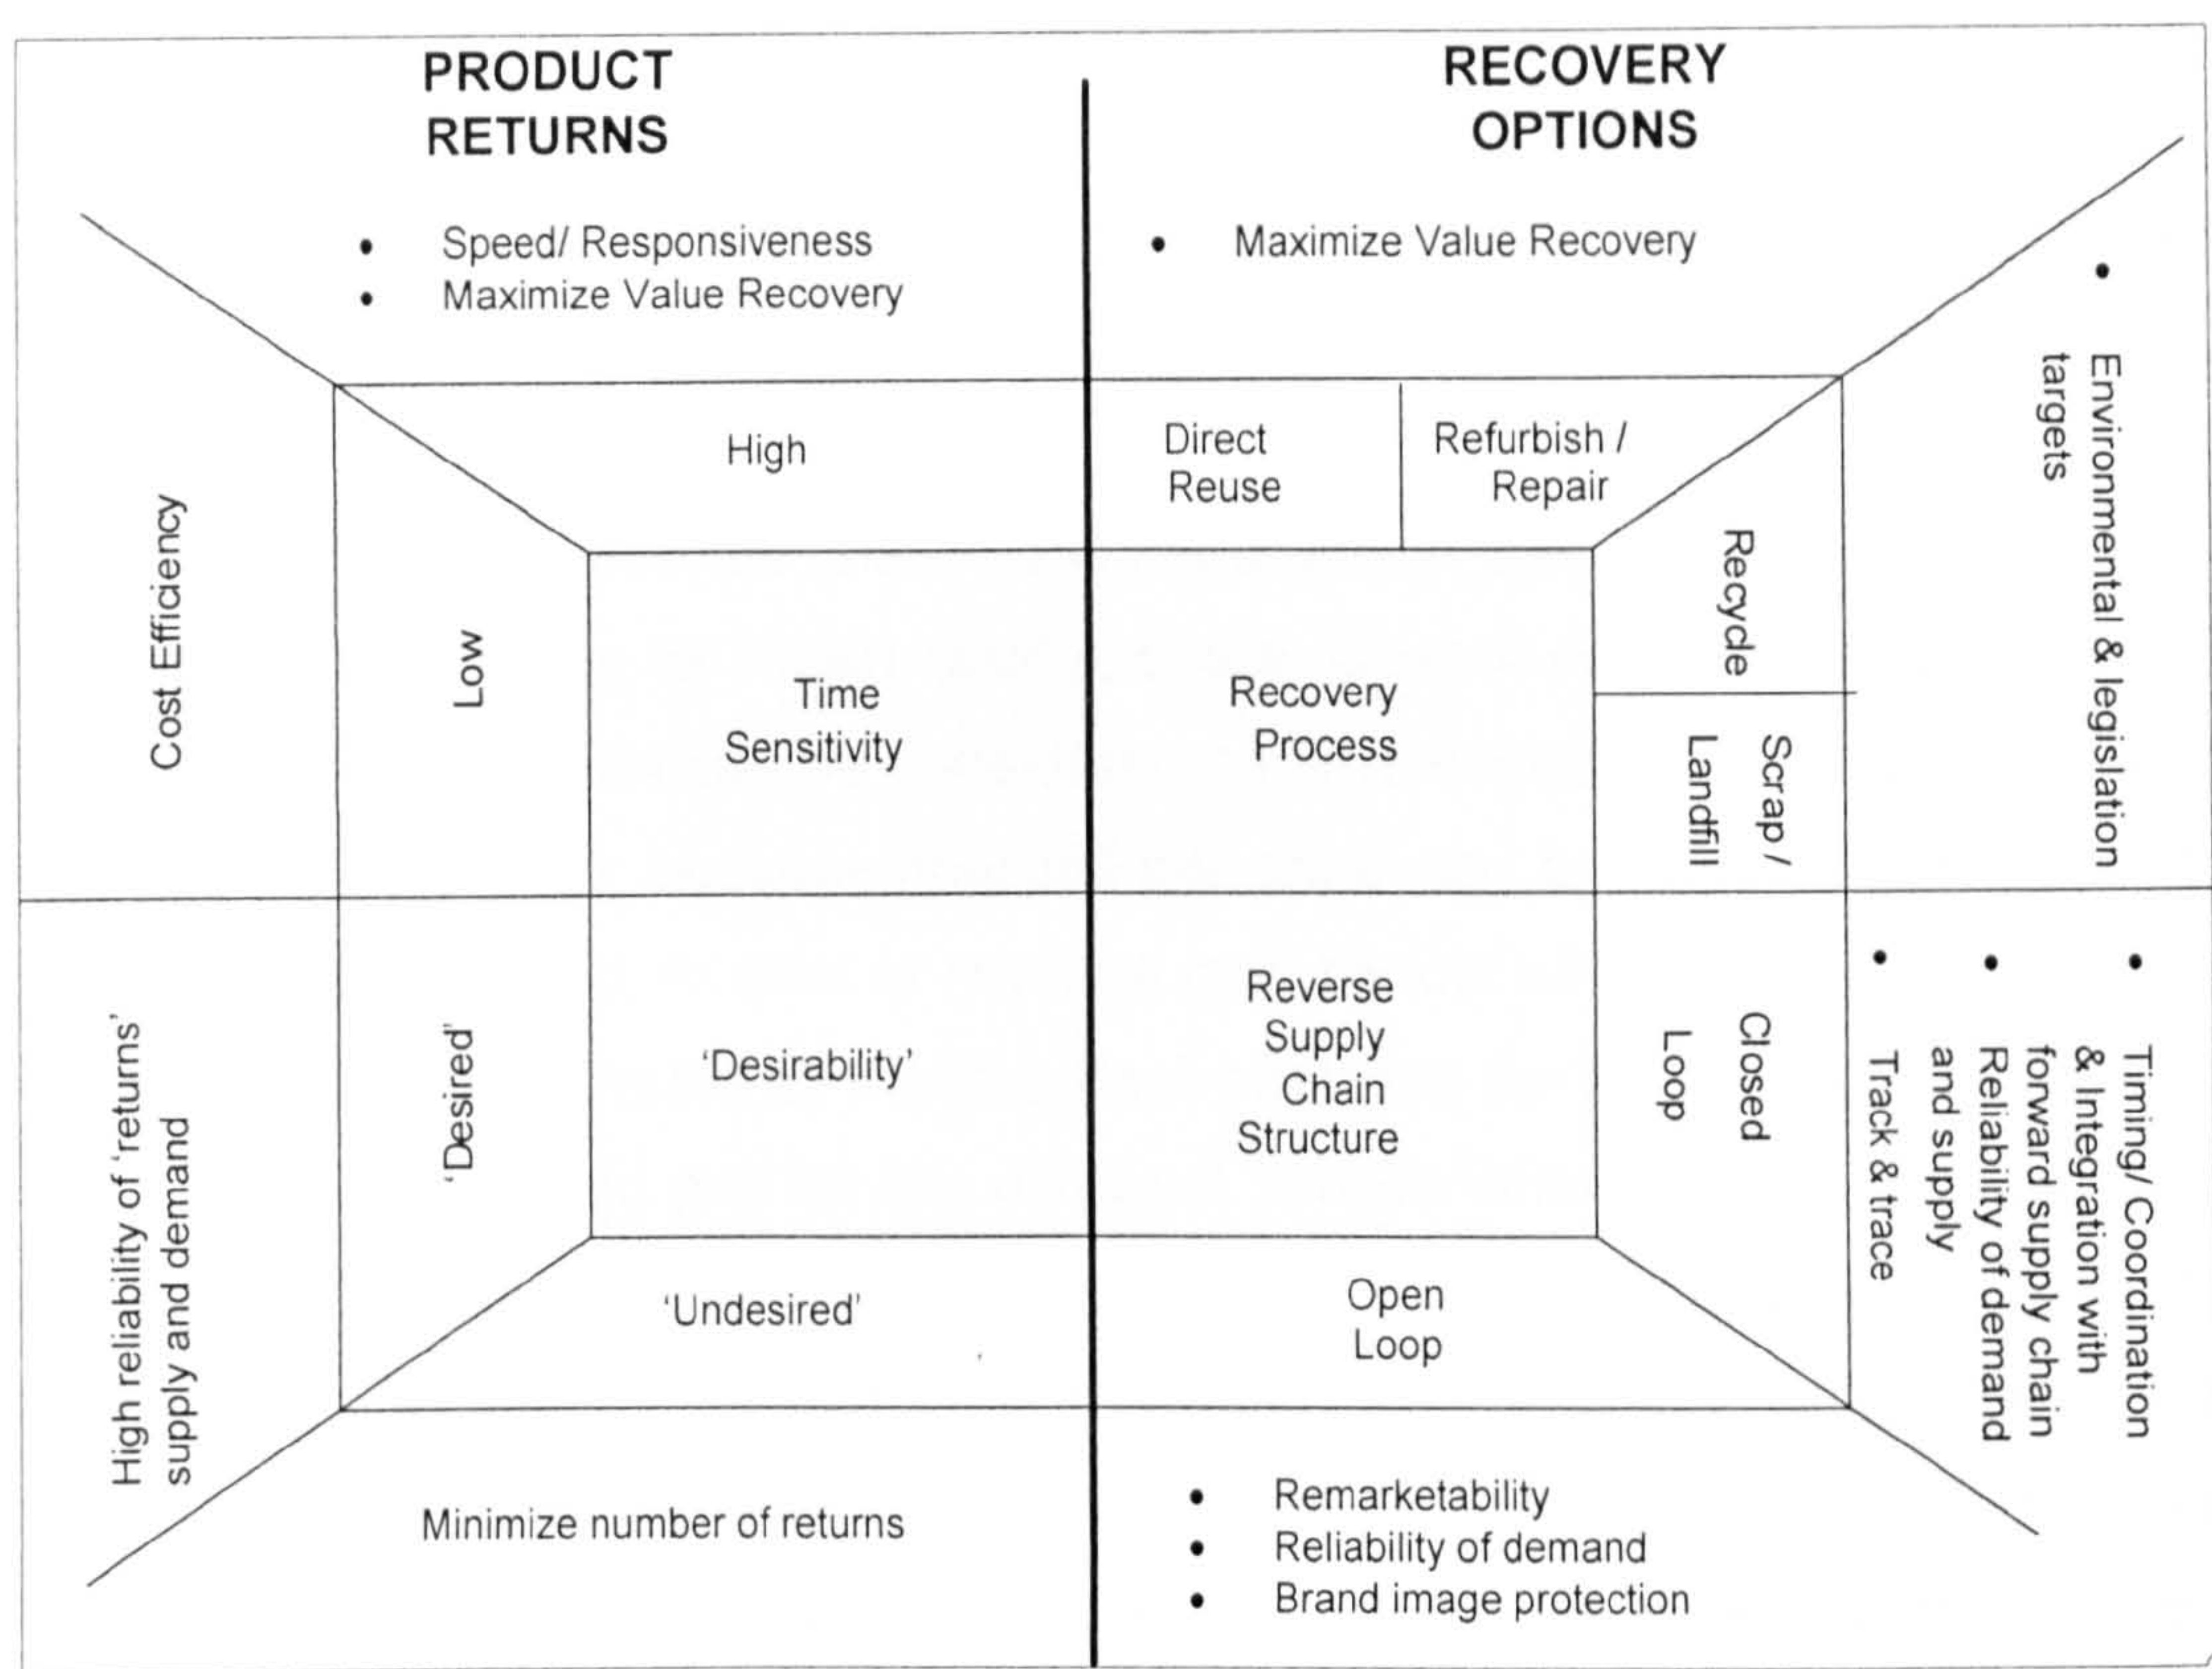 PRODUCT
RETURNS
• Speed/ Responsiveness
• Maximize Value Recovery
RECOVERY
OPTIONS
• Maximize Value Recovery
• Environmental & legislation
targets
High
Direct
Reuse
Refurbish /
Repair
Cost Efficiency
Low
Time
Sensitivity
Recovery
Process
Recycle
Scrap /
Landfill
High reliability of 'returns'
supply and demand
'Desired'
'Desirability'
Reverse
Supply
Chain
Structure
Closed
Loop
• Timing/ Coordination
& Integration with
forward supply chain
• Reliability of demand
and supply
• Track & trace
'Undesired'
Open
Loop
Minimize number of returns
• Remarketability
• Reliability of demand
• Brand image protection